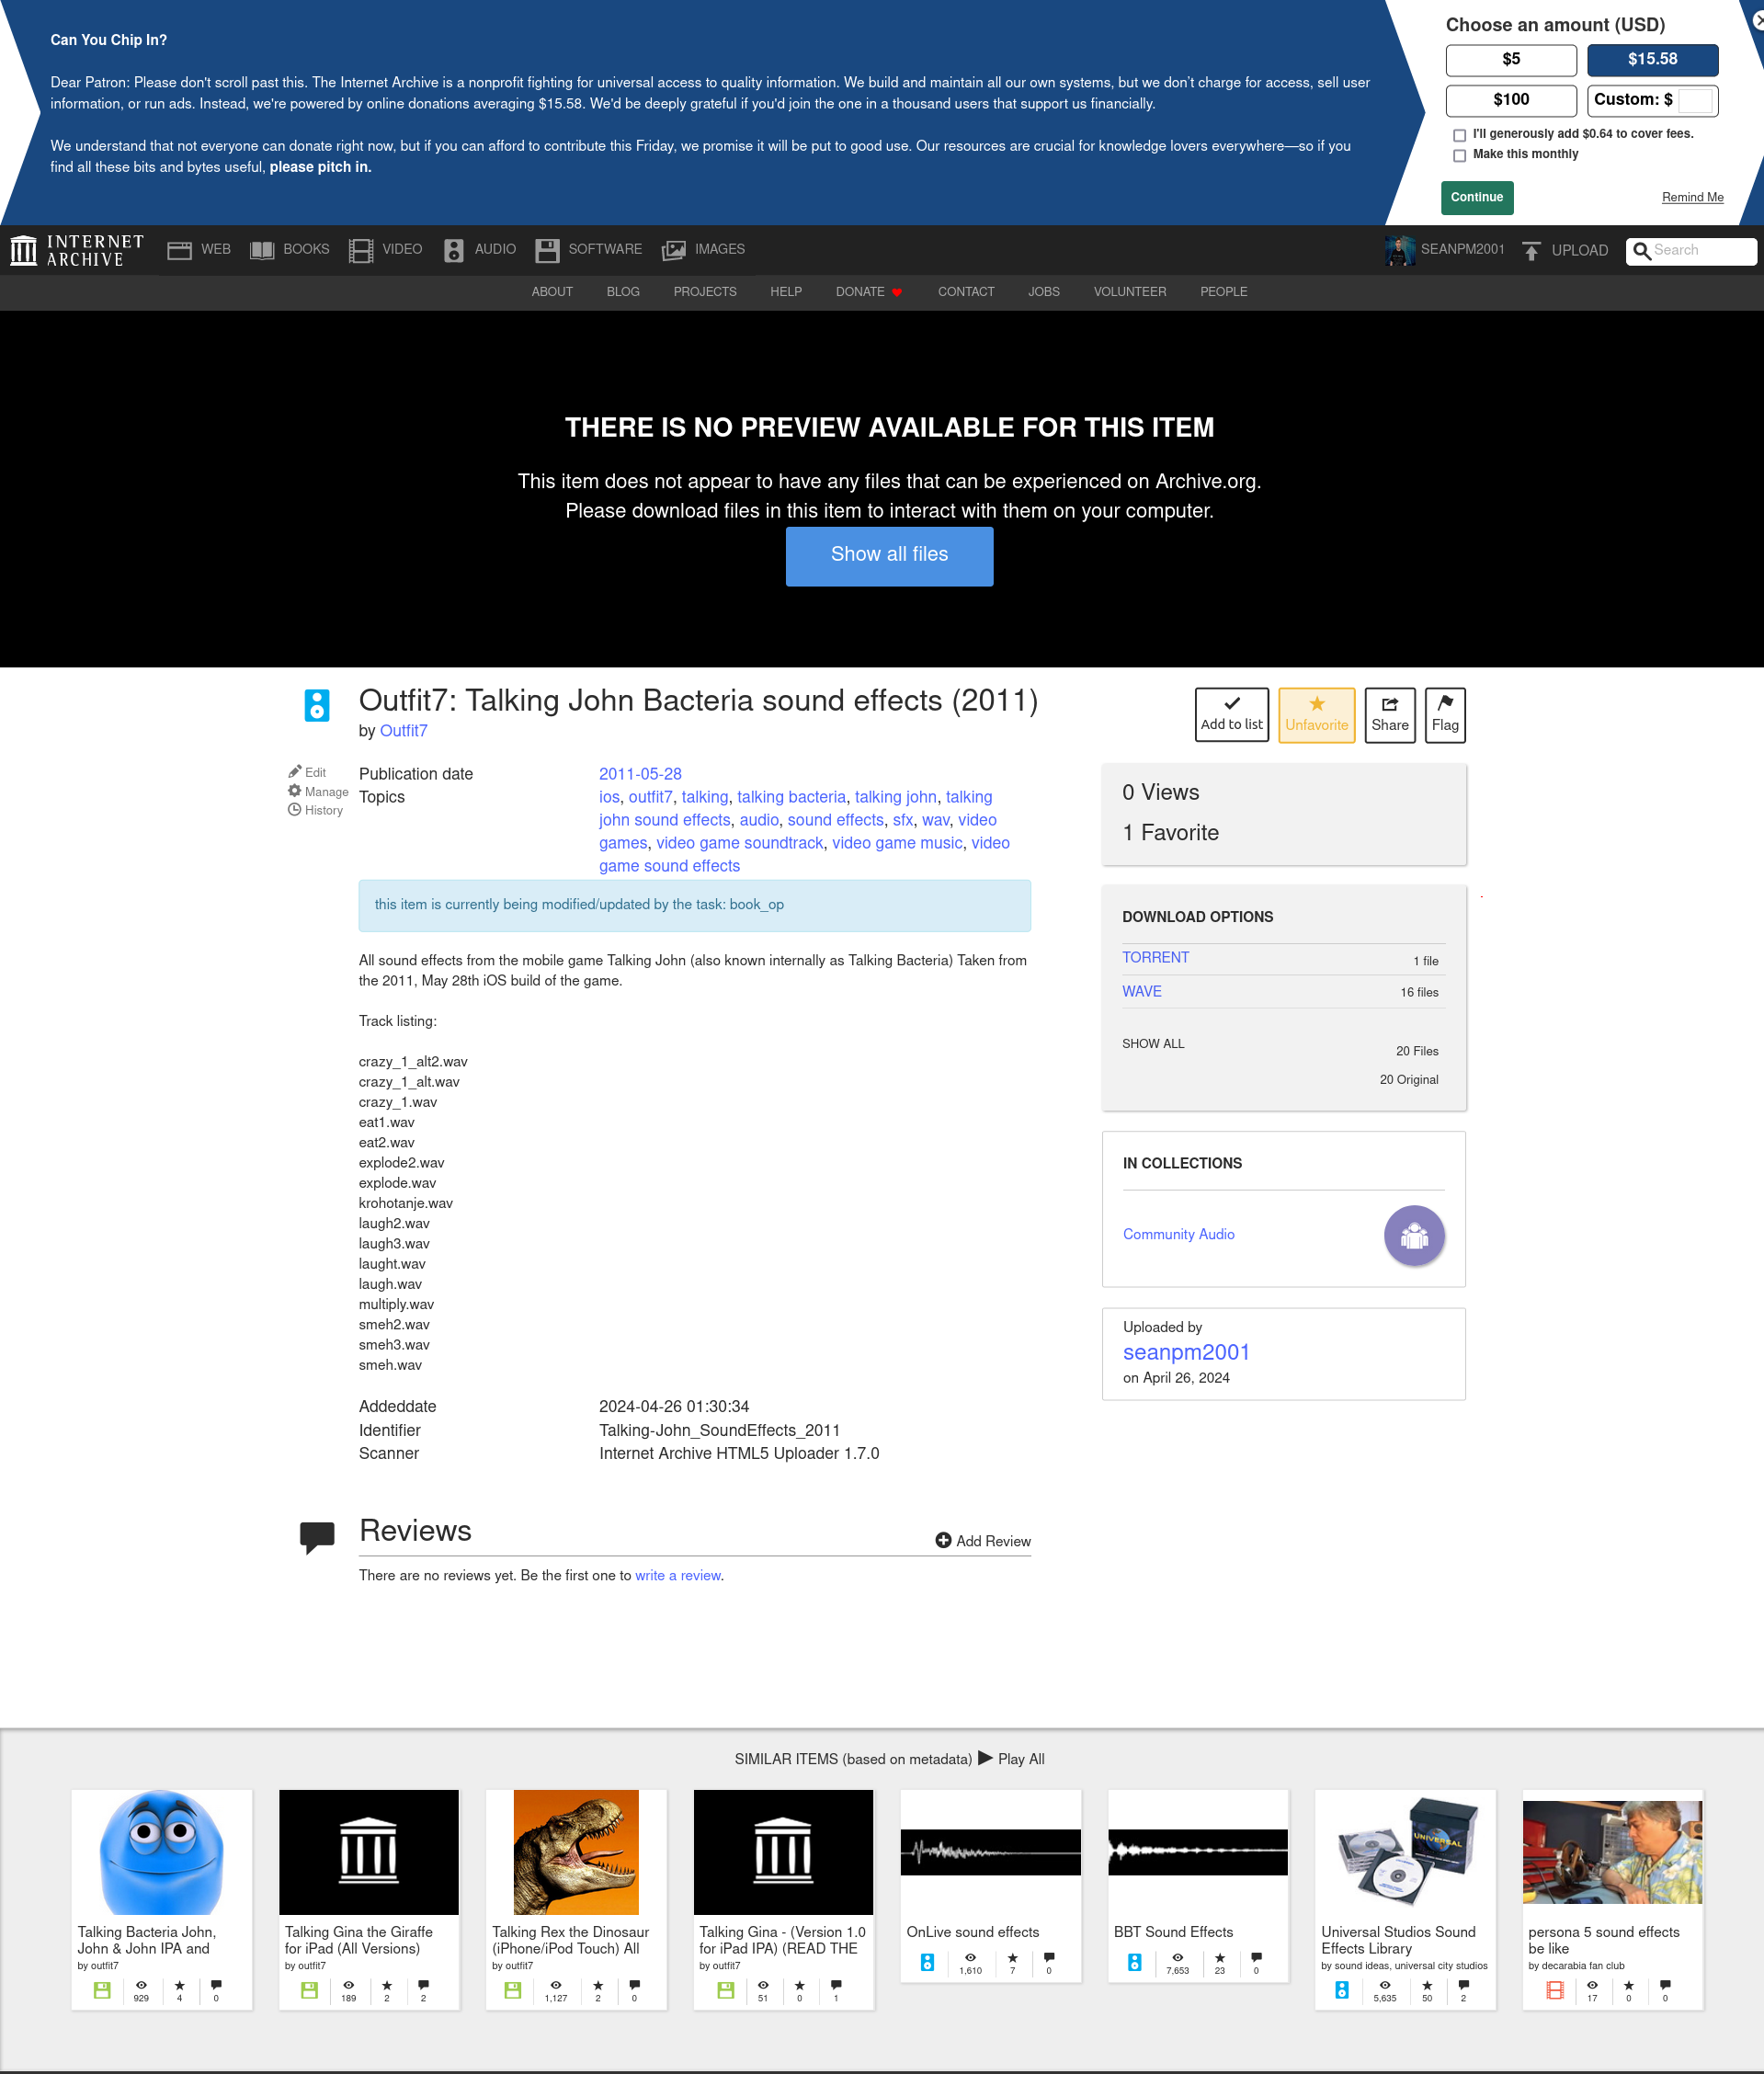 Can You Chip In?
Dear Patron: Please don't scroll past this. The Internet Archive is a nonprofit fighting for universal access to quality information. We build and maintain all our own systems, but we don't charge for access, sell user
information, or run ads. Instead, we're powered by online donations averaging $15.58. We'd be deeply grateful if you'd join the one in a thousand users that support us financially.
We understand that not everyone can donate right now, but if you can afford to contribute this Friday, we promise it will be put to good use. Our resources are crucial for knowledge lovers everywhere—so if you
find all these bits and bytes useful, please pitch in.
Choose an amount (USD)
$5 $15.58
$100 Custom: $
I'll generously add $0.64 to cover fees.
Make this monthly
Continue Remind Me
INTERNET
ARCHIVE
WEB BOOKS VIDEO AUDIO SOFTWARE IMAGES SEANPM2001 UPLOAD Search
ABOUT BLOG PROJECTS HELP DONATE CONTACT JOBS VOLUNTEER PEOPLE
THERE IS NO PREVIEW AVAILABLE FOR THIS ITEM
This item does not appear to have any files that can be experienced on Archive.org.
Please download files in this item to interact with them on your computer.
Show all files
Outfit7: Talking John Bacteria sound effects (2011)
by Outfit7
Add to list Unfavorite Share Flag
Edit
Manage
History
Publication date 2011-05-28
Topics ios, outfit7, talking, talking bacteria, talking john, talking
john sound effects, audio, sound effects, sfx, wav, video
games, video game soundtrack, video game music, video
game sound effects
this item is currently being modified/updated by the task: book_op
All sound effects from the mobile game Talking John (also known internally as Talking Bacteria) Taken from
the 2011, May 28th iOS build of the game.
Track listing:
crazy_1_alt2.wav
crazy_1_alt.wav
crazy_1.wav
eat1.wav
eat2.wav
explode2.wav
explode.wav
krohotanje.wav
laugh2.wav
laugh3.wav
laught.wav
laugh.wav
multiply.wav
smeh2.wav
smeh3.wav
smeh.wav
Addeddate 2024-04-26 01:30:34
Identifier Talking-John_SoundEffects_2011
Scanner Internet Archive HTML5 Uploader 1.7.0
0 Views
1 Favorite
DOWNLOAD OPTIONS
TORRENT 1 file
WAVE 16 files
SHOW ALL 20 Files
20 Original
IN COLLECTIONS
Community Audio
Uploaded by
seanpm2001
on April 26, 2024
Reviews
Add Review
There are no reviews yet. Be the first one to write a review.
SIMILAR ITEMS (based on metadata) Play All
Talking Bacteria John,
John & John IPA and
by outfit7
929 4 0
Talking Gina the Giraffe
for iPad (All Versions)
by outfit7
189 2 2
Talking Rex the Dinosaur
(iPhone/iPod Touch) All
by outfit7
1,127 2 0
Talking Gina - (Version 1.0
for iPad IPA) (READ THE
by outfit7
51 0 1
OnLive sound effects
1,610 7 0
BBT Sound Effects
7,653 23 0
UNIVERSAL
Universal Studios Sound
Effects Library
by sound ideas, universal city studios
5,635 50 2
persona 5 sound effects
be like
by decarabia fan club
17 0 0